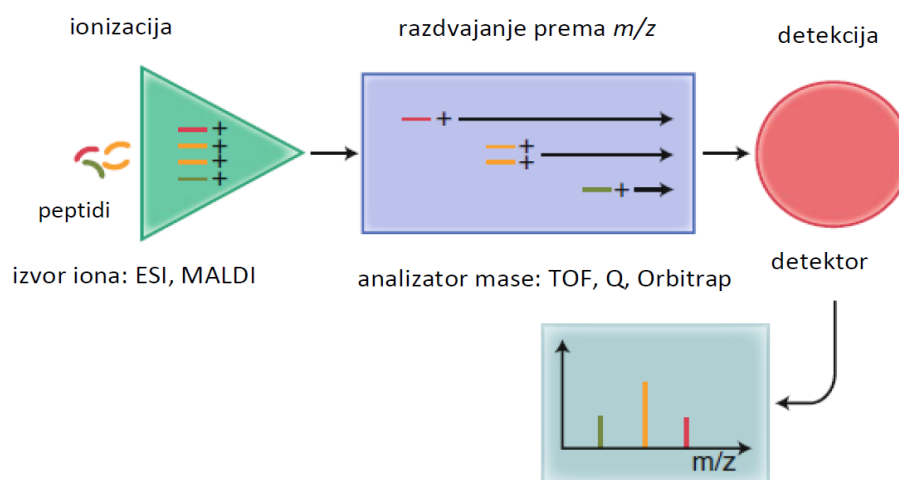 ionizacija
razdvajanje prema m/z
detekcija
+
+
+
+
+
+
+
+
peptidi
izvor iona: ESI, MALDI
analizator mase: TOF, Q, Orbitrap
detektor
m/z